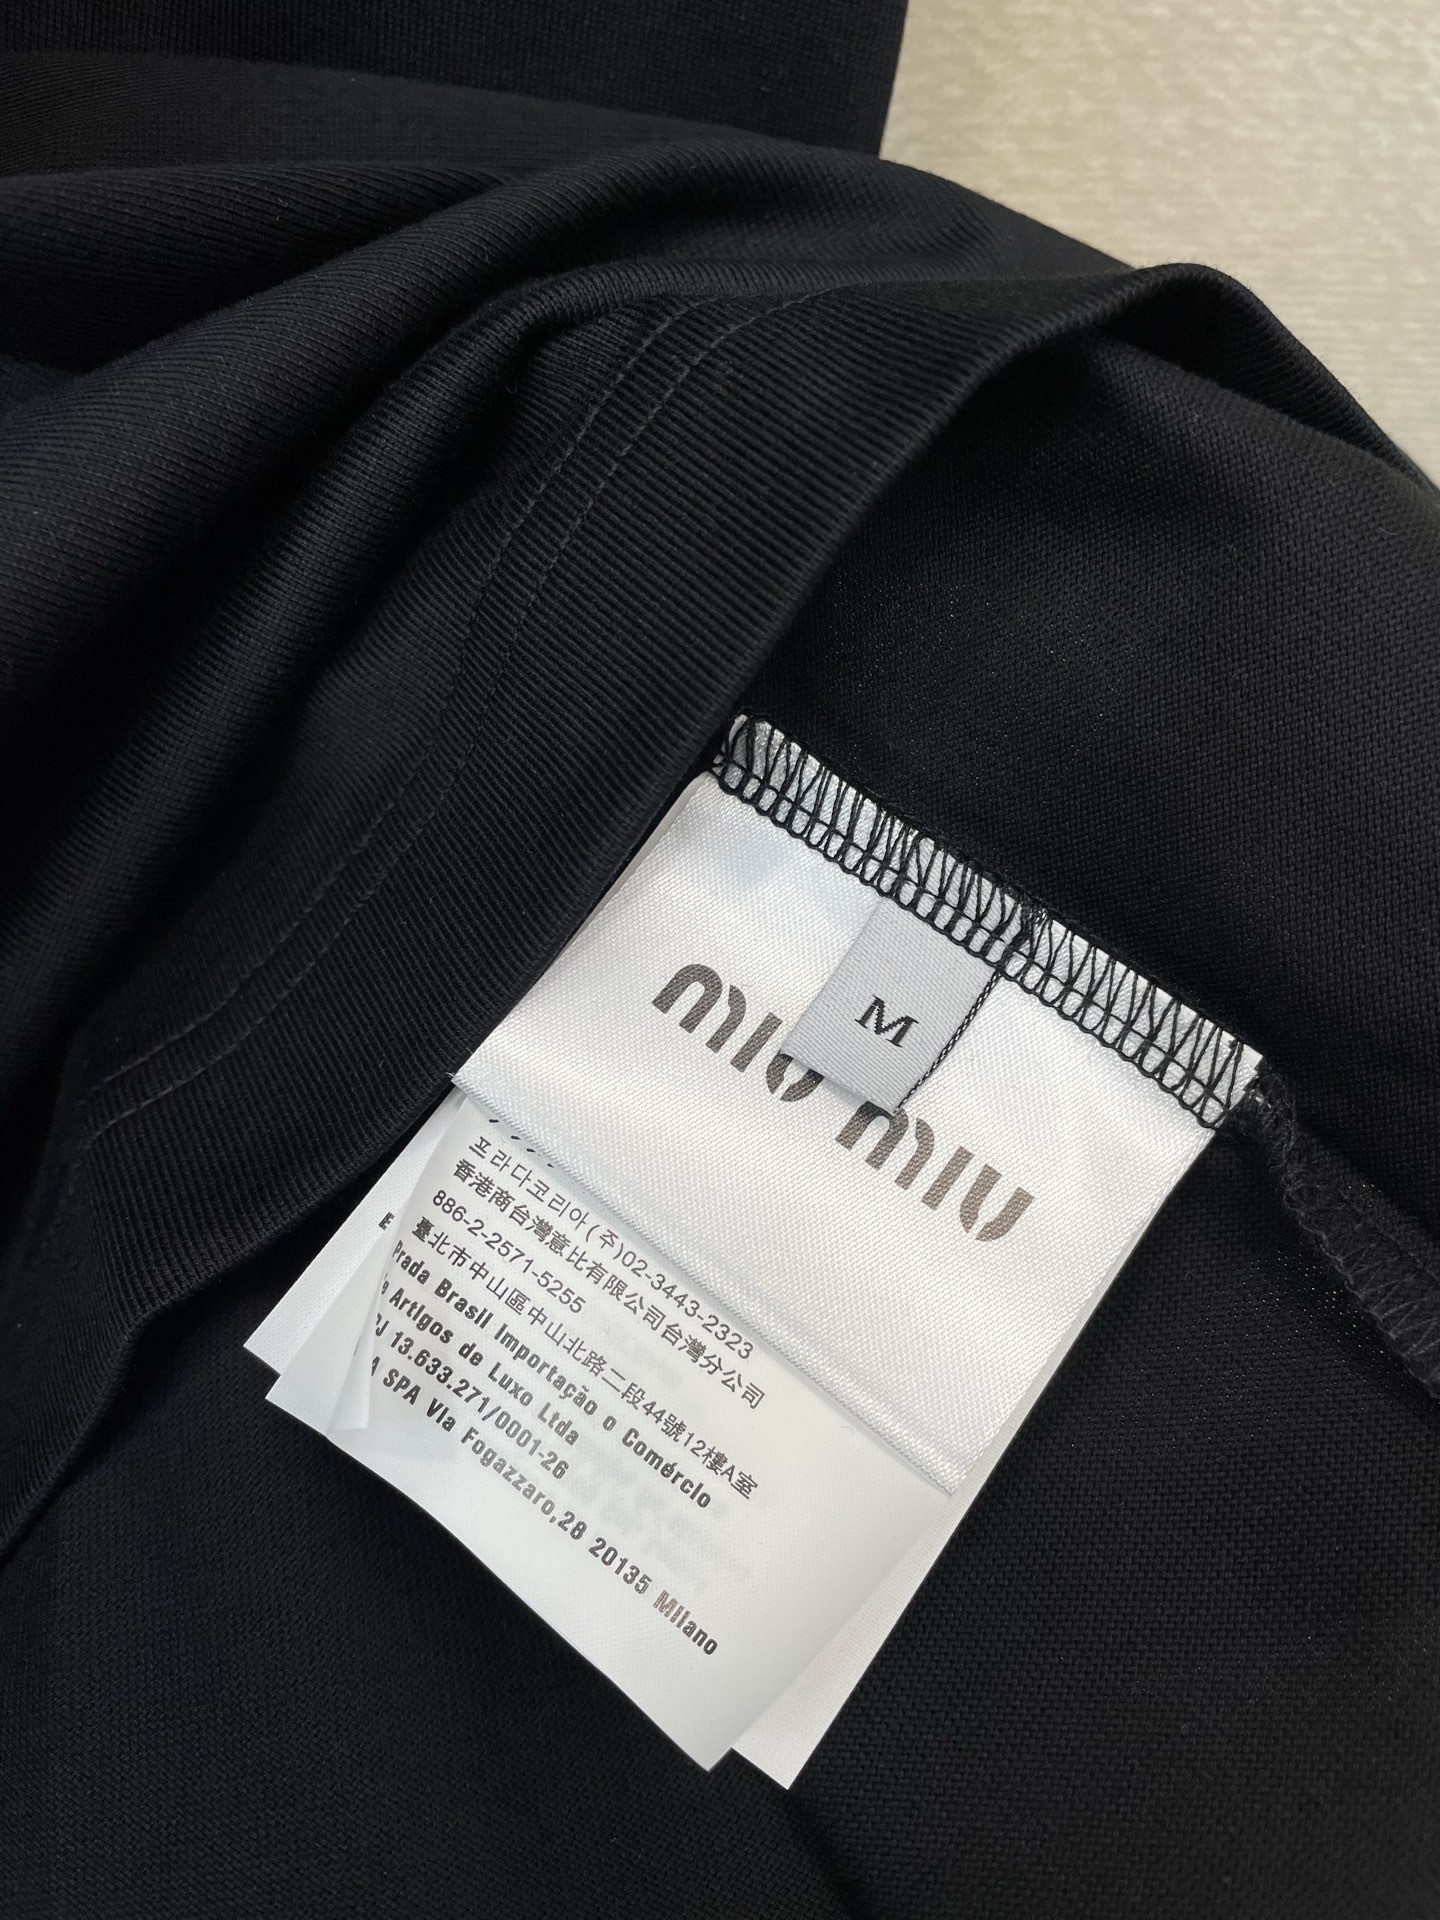 M
miu miu
프라다코리아(주)02-3443-2323
香港商台灣意比有限公司台灣分公司
886-2-2571-5255
臺北市中山區中山北路二段44號12樓A室
Prada Brasil Importação o Comércio
Artigos de Luxo Ltda
13.633.271/0001-26
SPA Via Fogazzaro,28 20135 Milano